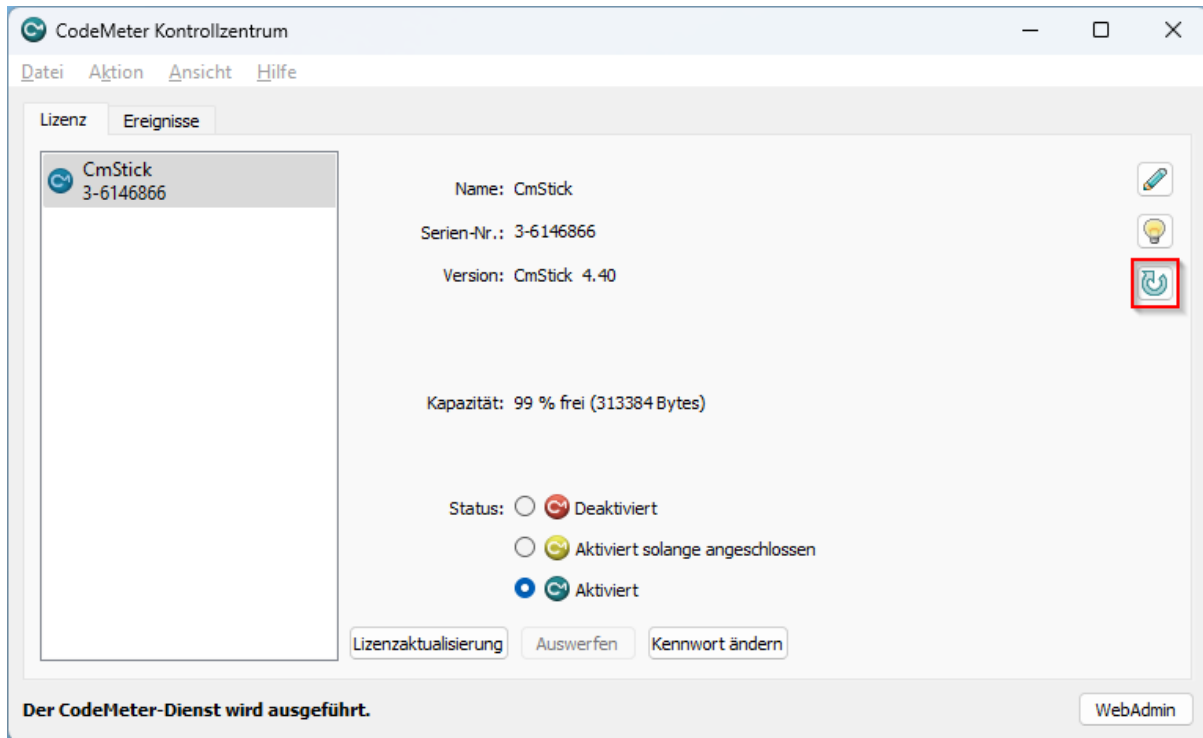 CodeMeter Kontrollzentrum
Datei Aktion Ansicht Hilfe
Lizenz Ereignisse
CmStick
3-6146866
Name: CmStick
Serien-Nr.: 3-6146866
Version: CmStick 4.40
Kapazität: 99 % frei (313384 Bytes)
Status: Deaktiviert
Aktiviert solange angeschlossen
Aktiviert
Lizenzaktualisierung Auswerfen Kennwort ändern
Der CodeMeter-Dienst wird ausgeführt. WebAdmin